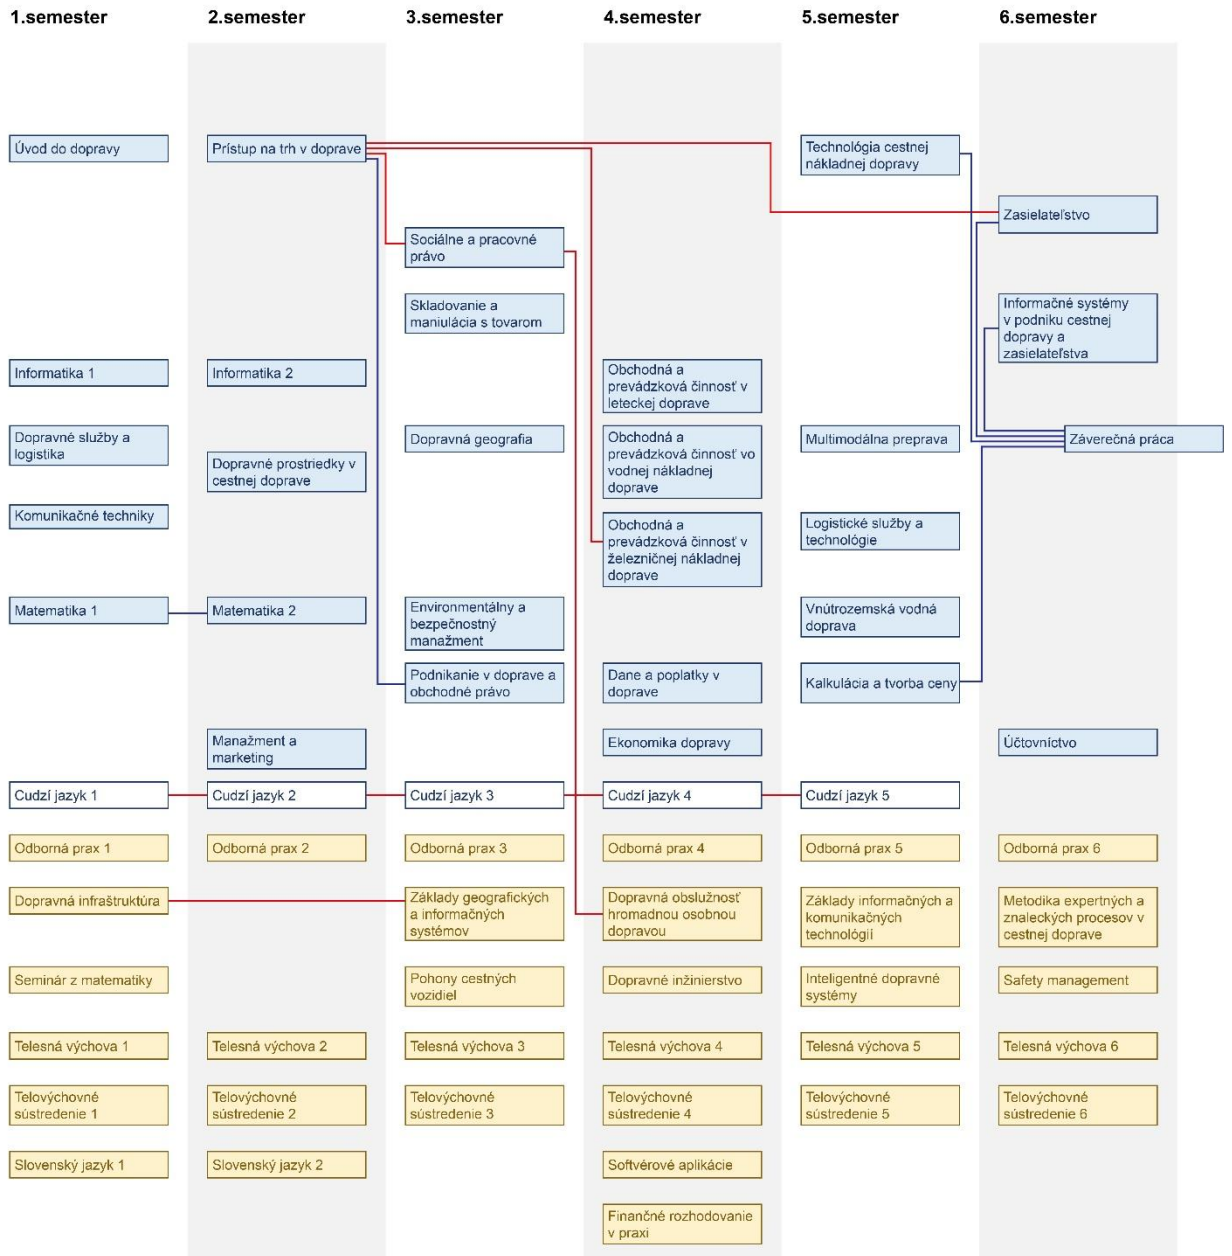 1.semester
2.semester
3.semester
4.semester
5.semester
6.semester
Úvod do dopravy
Informatika 1
Dopravné služby a
logistika
Komunikačné techniky
Matematika 1
Cudzí jazyk 1
Odborná prax 1
Dopravná infraštruktúra
Seminár z matematiky
Telesná výchova 1
Telovýchovné
sústredenie 1
Slovenský jazyk 1
Prístup na trh v doprave
Informatika 2
Dopravné prostriedky v
cestnej doprave
Matematika 2
Manažment a
marketing
Cudzí jazyk 2
Odborná prax 2
Telesná výchova 2
Telovýchovné
sústredenie 2
Slovenský jazyk 2
Sociálne a pracovné
právo
Skladovanie a
maniulácia s tovarom
Dopravná geografia
Environmentálny a
bezpečnostný
manažment
Podnikanie v doprave a
obchodné právo
Cudzí jazyk 3
Odborná prax 3
Základy geografických
a informačných
systémov
Pohony cestných
vozidiel
Telesná výchova 3
Telovýchovné
sústredenie 3
Obchodná a
prevádzková činnosť v
leteckej doprave
Obchodná a
prevádzková činnosť vo
vodnej nákladnej
doprave
Obchodná a
prevádzková činnosť v
železničnej nákladnej
doprave
Dane a poplatky v
doprave
Ekonomika dopravy
Cudzí jazyk 4
Odborná prax 4
Dopravná obslužnosť
hromadnou osobnou
dopravou
Dopravné inžinierstvo
Telesná výchova 4
Telovýchovné
sústredenie 4
Softvérové aplikácie
Finančné rozhodovanie
v praxi
Technológia cestnej
nákladnej dopravy
Multimodálna preprava
Logistické služby a
technológie
Vnútrozemská vodná
doprava
Kalkulácia a tvorba ceny
Cudzí jazyk 5
Odborná prax 5
Základy informačných a
komunikačných
technológií
Inteligentné dopravné
systémy
Telesná výchova 5
Telovýchovné
sústredenie 5
Zasielateľstvo
Informačné systémy
v podniku cestnej
dopravy a
zasielateľstva
Záverečná práca
Účtovníctvo
Odborná prax 6
Metodika expertných a
znaleckých procesov v
cestnej doprave
Safety management
Telesná výchova 6
Telovýchovné
sústredenie 6